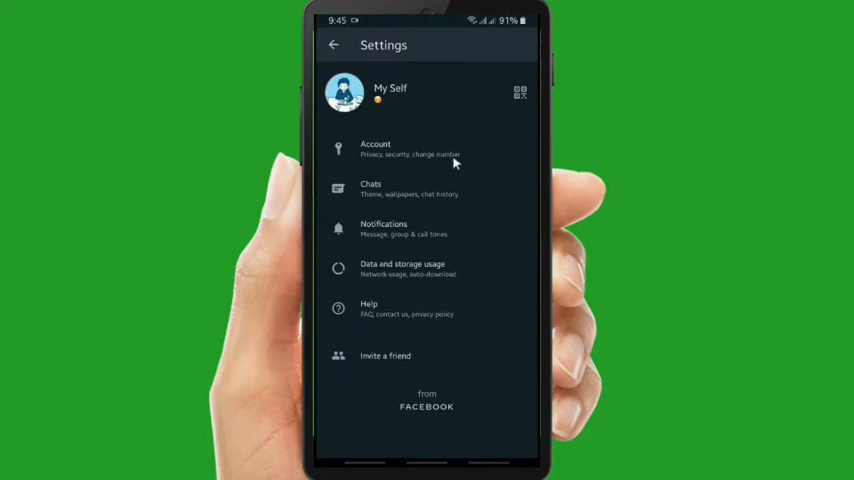 9:45
91%
Settings
My Self
Account
Privacy, security, change number
Chats
Theme, wallpapers, chat history
Notifications
Message, group & call tones
Data and storage usage
Network usage, auto-download
Help
FAQ, contact us, privacy policy
Invite a friend
from
FACEBOOK